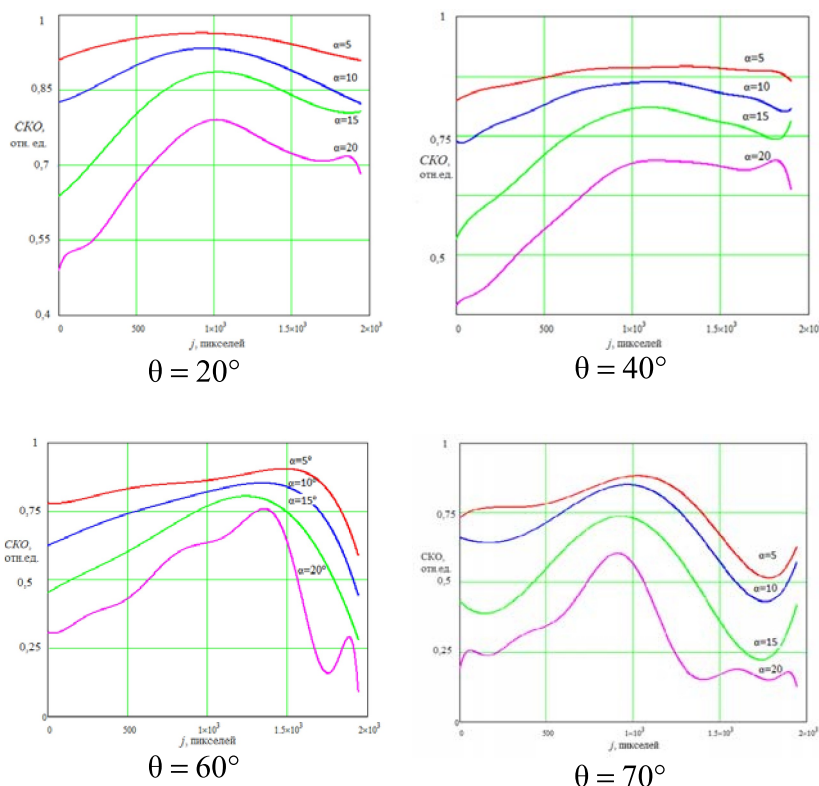 1
0,85
СКО,
отн. ед.
0,7
0,55
0,4
α=5
α=10
α=15
α=20
0 500 1×10³ 1.5×10³ 2×10³
j, пикселей
θ = 20°
1
0,75
СКО,
отн.ед.
0,5
α=5
α=10
α=15
α=20
0 500 1×10³ 1.5×10³ 2×10³
j, пикселей
θ = 40°
1
0,75
СКО,
отн.ед.
0,5
0,25
0
α=5°
α=10°
α=15°
α=20°
500 1×10³ 1.5×10³ 2×10³
j, пикселей
θ = 60°
1
0,75
СКО,
отн.ед.
0,5
0,25
0
α=5
α=10
α=15
α=20
0 500 1×10³ 1.5×10³ 2×10³
j, пикселей
θ = 70°